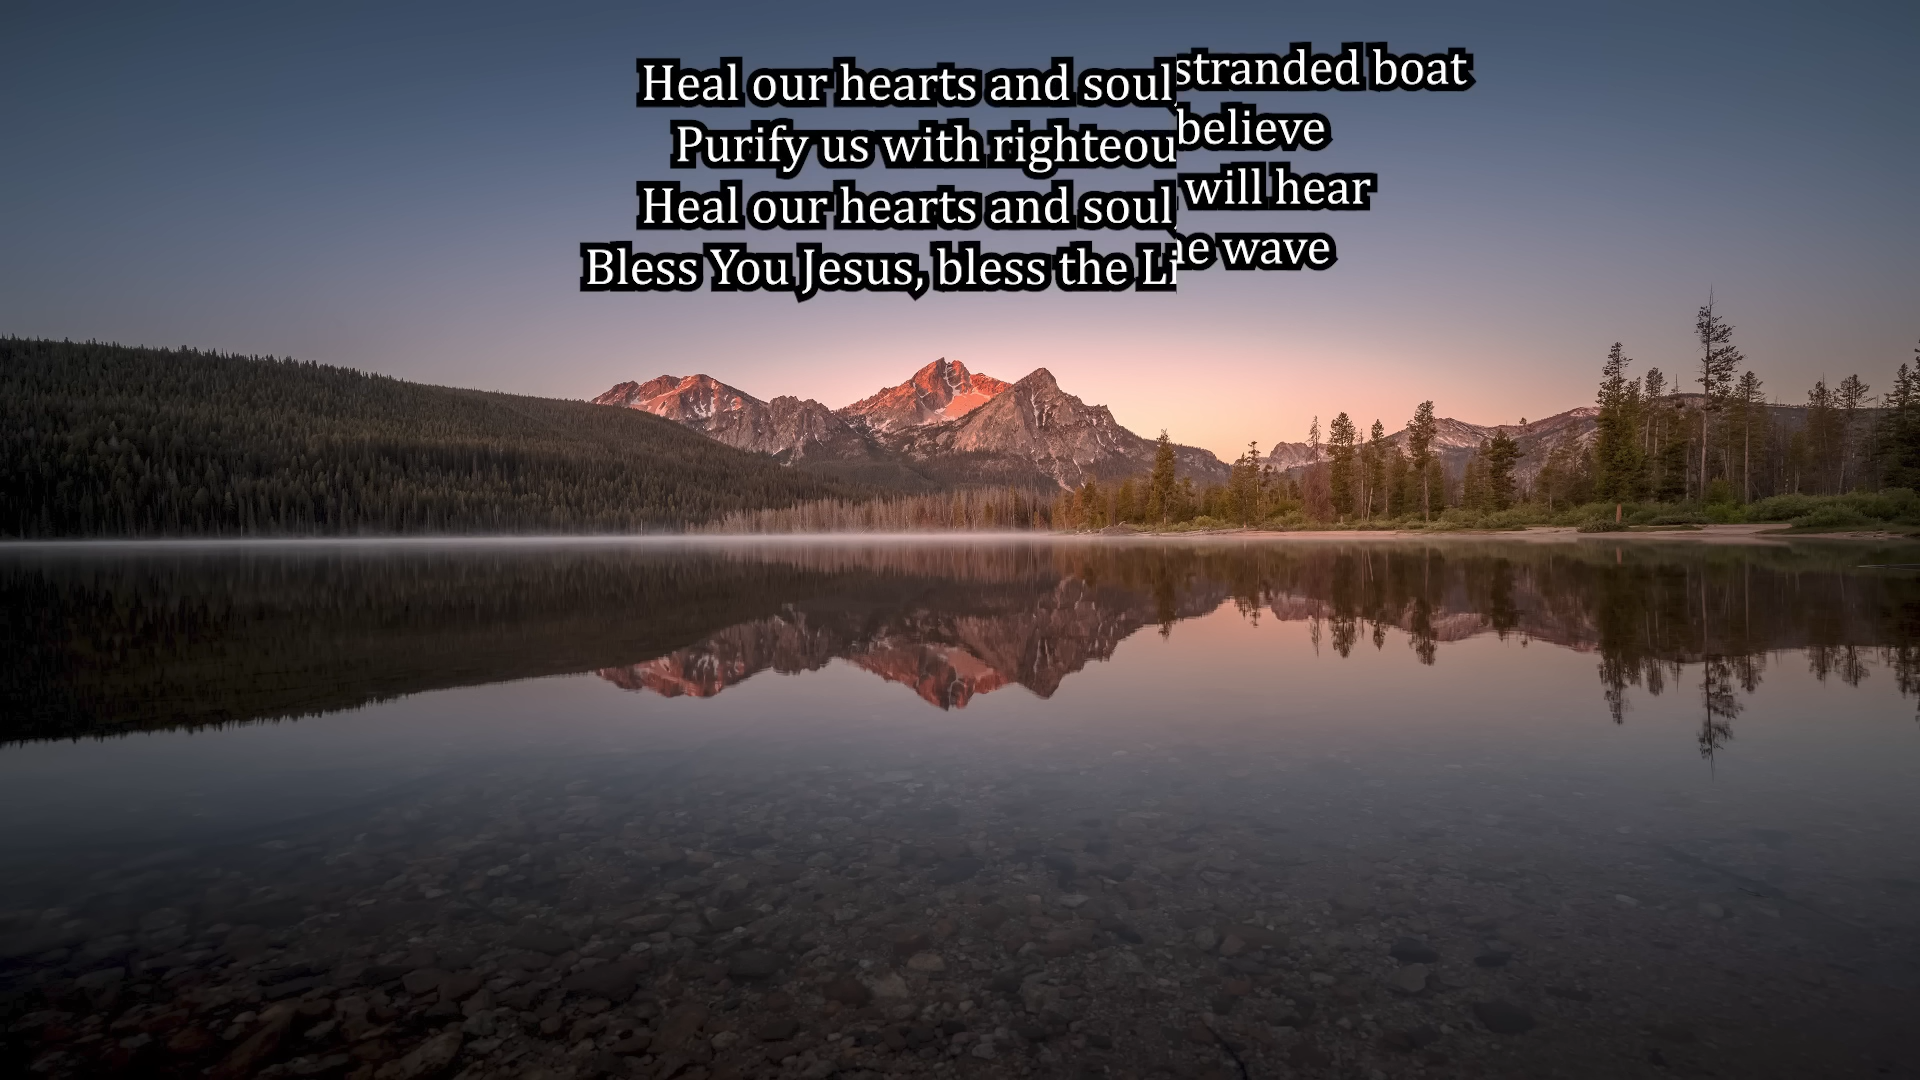 Heal our hearts and soul
Purify us with righteou
Heal our hearts and soul
Bless You Jesus, bless the Li
stranded boat
believe
will hear
wave